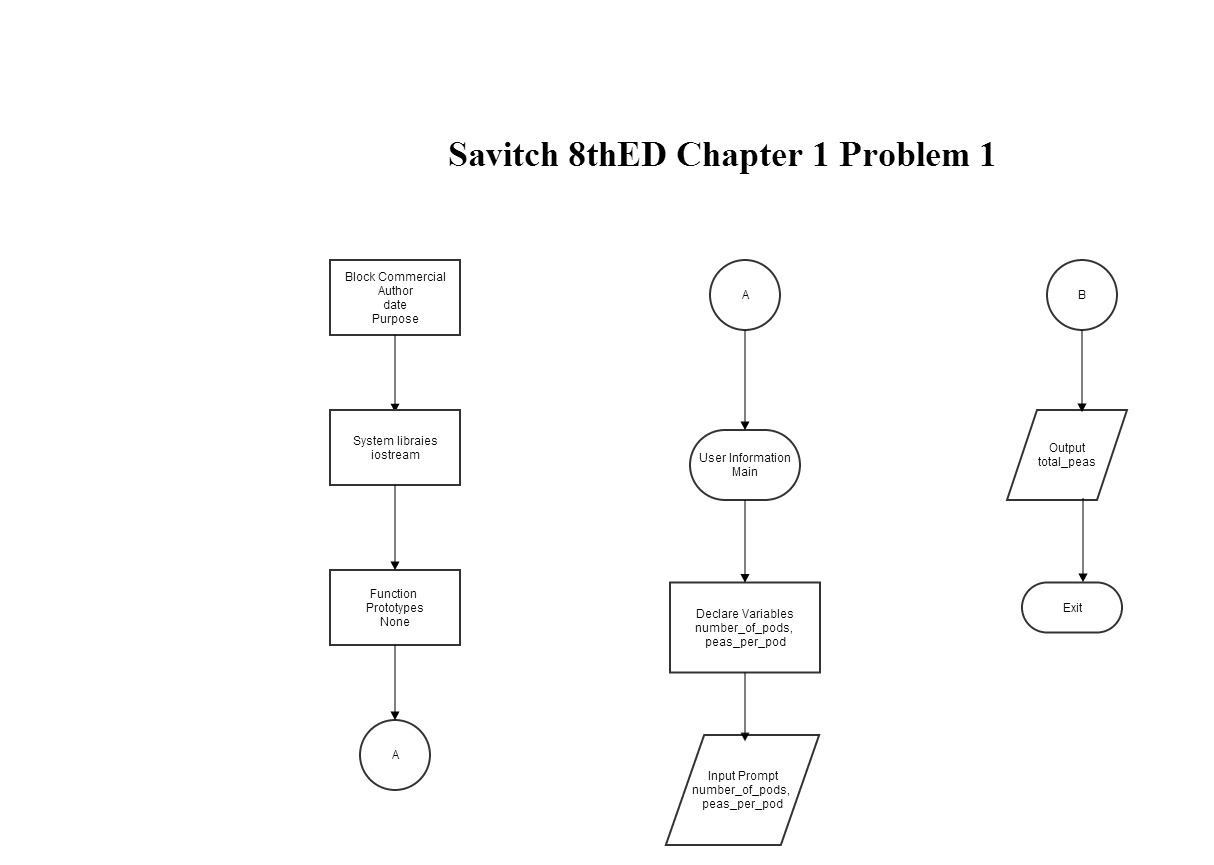 Savitch 8thED Chapter 1 Problem 1
Block Commercial
Author
date
Purpose
System libraies
iostream
Function
Prototypes
None
A
A
User Information
Main
Declare Variables
number_of_pods,
peas_per_pod
Input Prompt
number_of_pods,
peas_per_pod
B
Output
total_peas
Exit